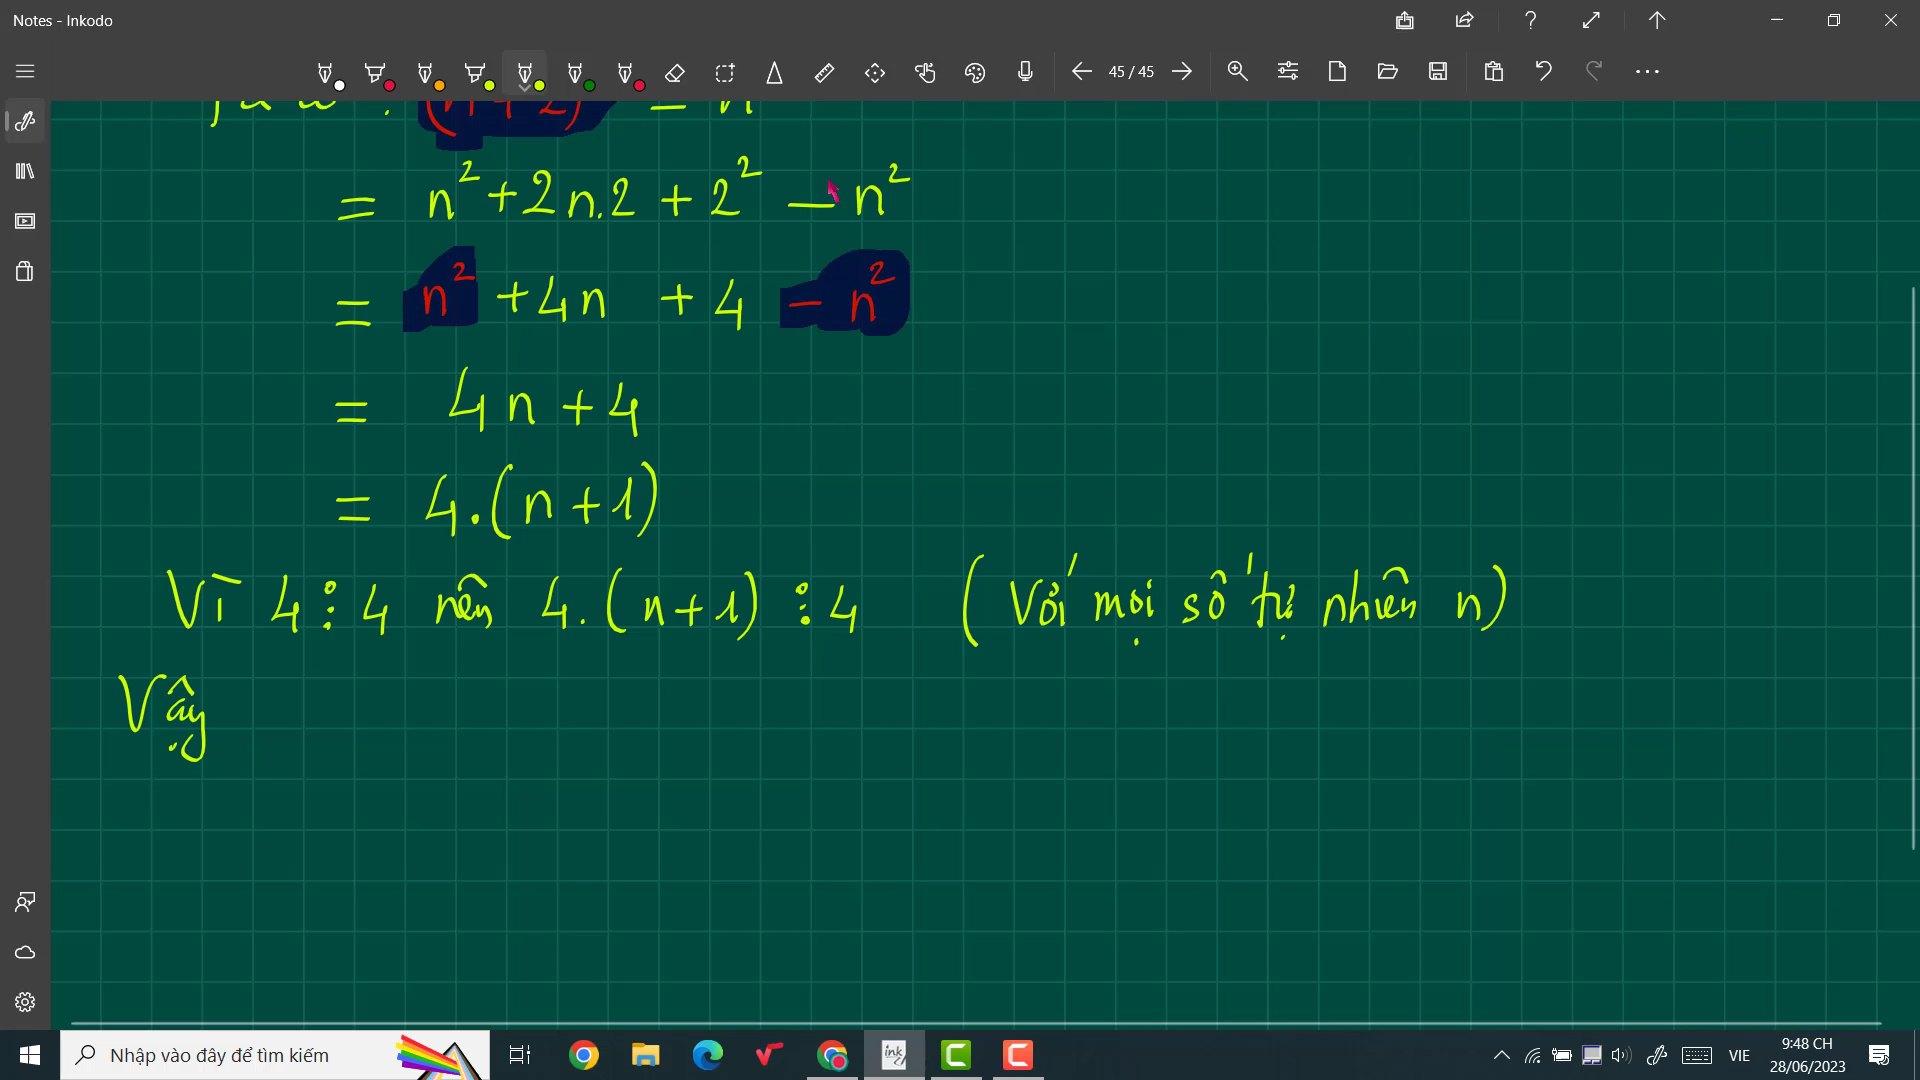 Notes - Inkodo
45 / 45
(n + 2) = n
= n² + 2n.2 + 2² - n²
= n² + 4n + 4 - n²
= 4n + 4
= 4.(n + 1)
Vì 4 ⋮ 4 nên 4.(n + 1) ⋮ 4 (Với mọi số tự nhiên n)
Vậy
Nhập vào đây để tìm kiếm
ink
VIE
9:48 CH
28/06/2023